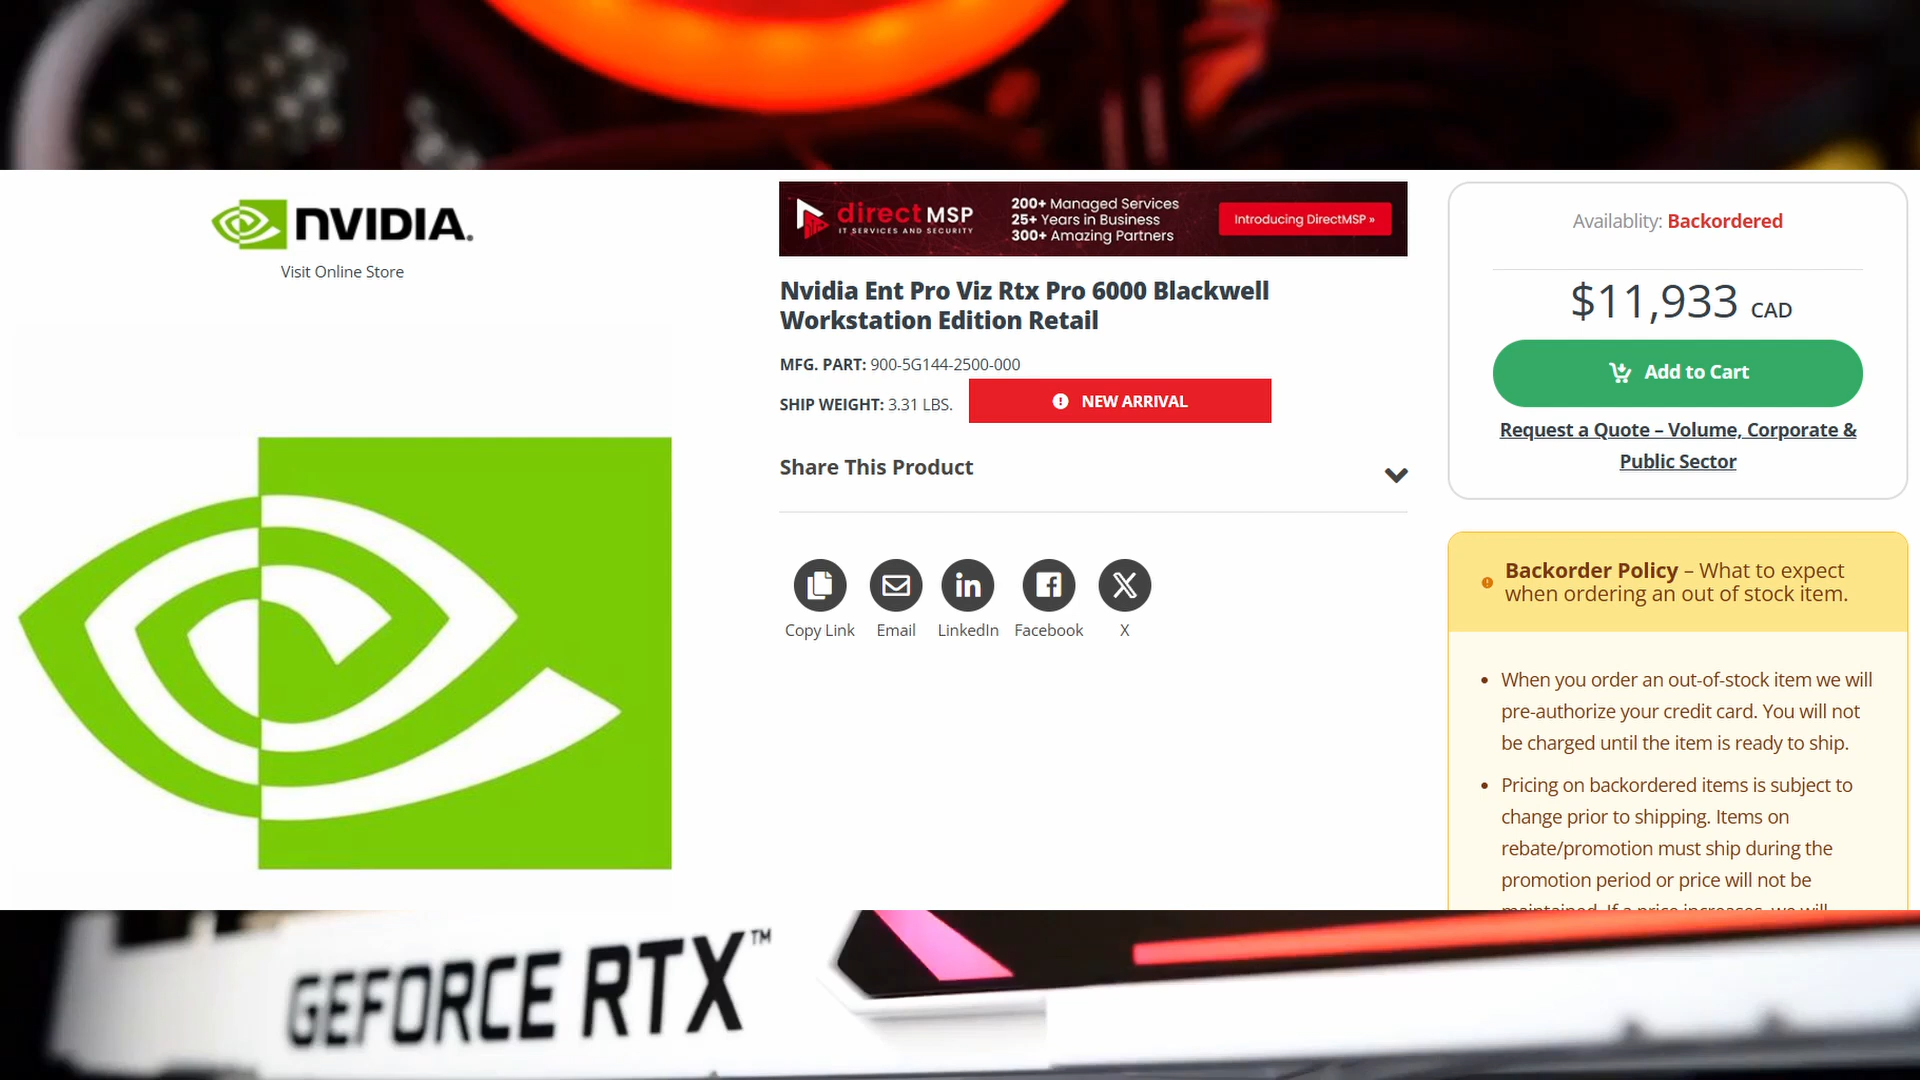 nVIDIA.
Visit Online Store
direct MSP
IT SERVICES AND SECURITY
200+ Managed Services
25+ Years in Business
300+ Amazing Partners
Introducing DirectMSP »
Nvidia Ent Pro Viz Rtx Pro 6000 Blackwell
Workstation Edition Retail
MFG. PART: 900-5G144-2500-000
SHIP WEIGHT: 3.31 LBS.
NEW ARRIVAL
Share This Product
Copy Link
Email
LinkedIn
Facebook
X
Availablity: Backordered
$11,933 CAD
Add to Cart
Request a Quote – Volume, Corporate &
Public Sector
Backorder Policy – What to expect
when ordering an out of stock item.
• When you order an out-of-stock item we will
pre-authorize your credit card. You will not
be charged until the item is ready to ship.
• Pricing on backordered items is subject to
change prior to shipping. Items on
rebate/promotion must ship during the
promotion period or price will not be
maintained. If a price increases, we will
GEFORCE RTX™